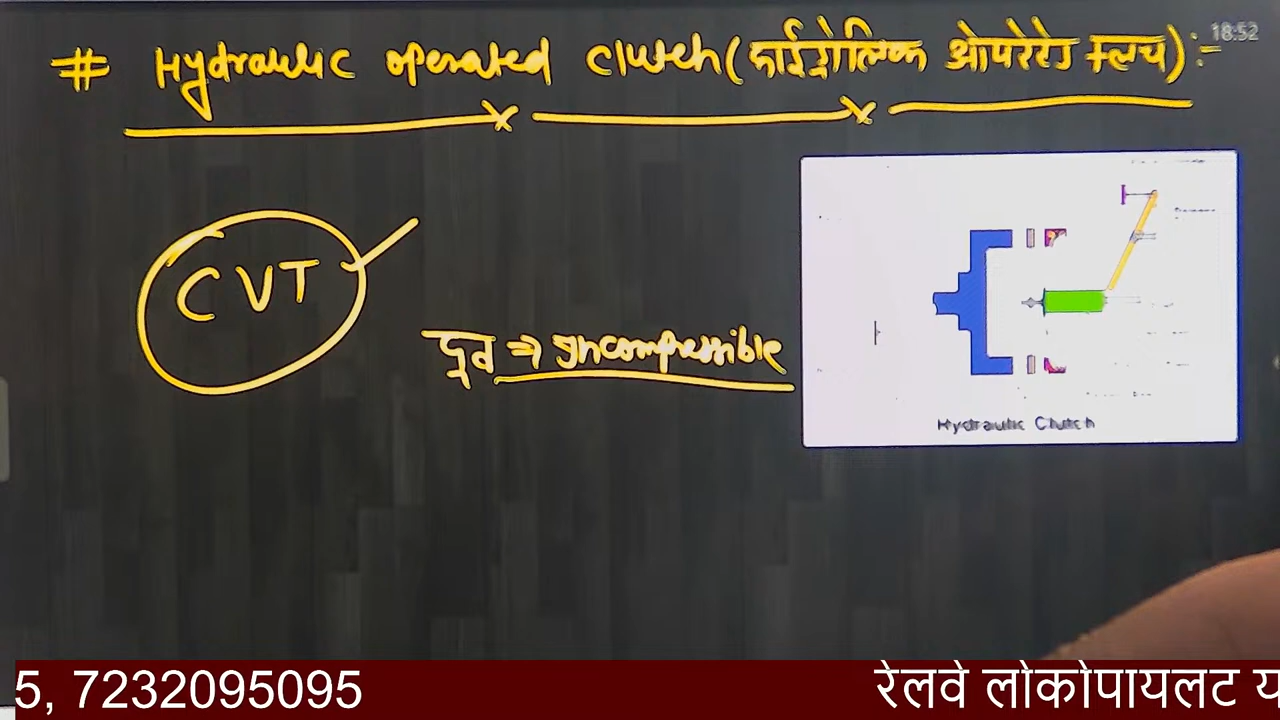 18:52
# Hydraulic operated clutch (हाईड्रोलिक ओपरेटेड क्लच) :-
CVT
द्रव ⇒ Incompressible
Hydraulic Clutch
5, 7232095095
रेलवे लोकोपायलट य